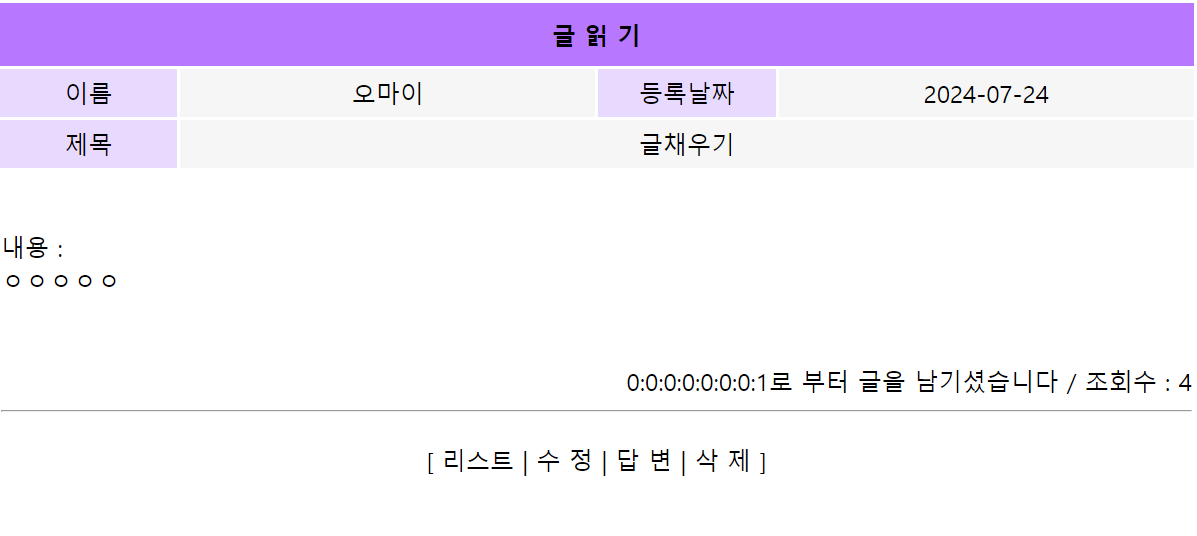 글 읽 기
이름 오마이 등록날짜 2024-07-24
제목 글채우기
내용 :
ㅇㅇㅇㅇㅇ
0:0:0:0:0:0:0:1로 부터 글을 남기셨습니다 / 조회수 : 4
[ 리스트 | 수 정 | 답 변 | 삭 제 ]